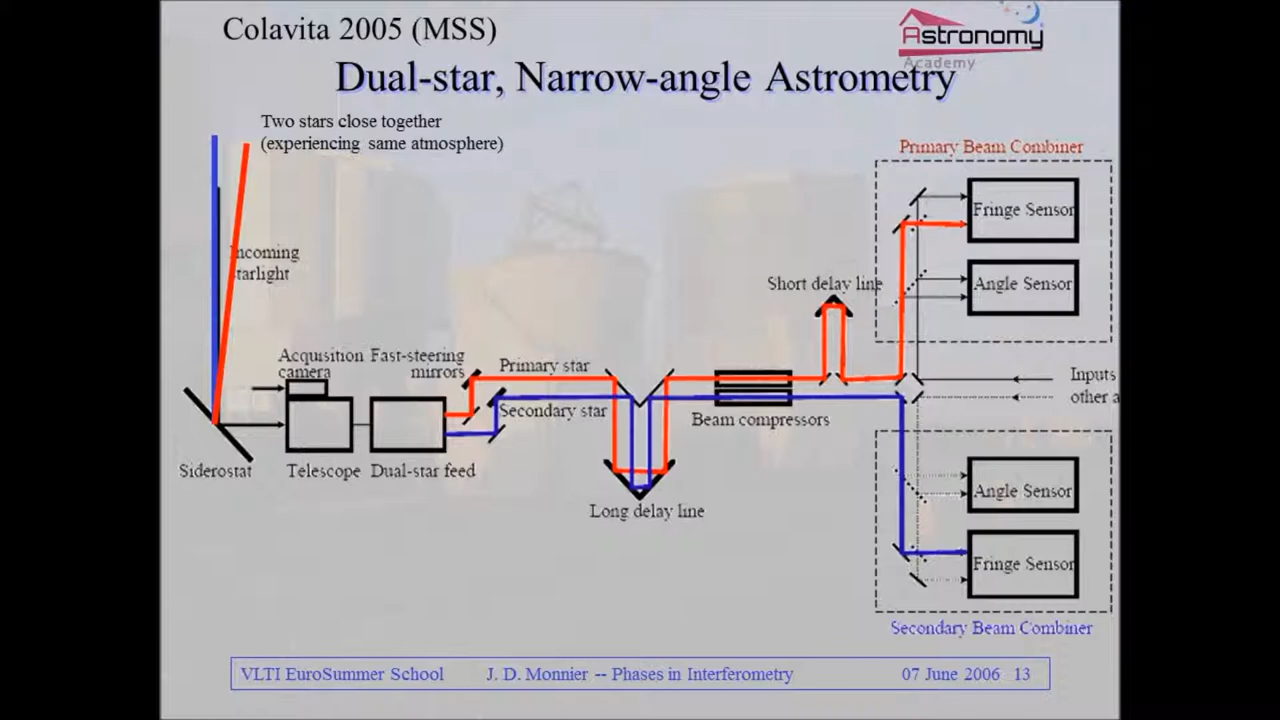 Colavita 2005 (MSS)
Astronomy
Academy
Dual-star, Narrow-angle Astrometry
Two stars close together
(experiencing same atmosphere)
Primary Beam Combiner
Fringe Sensor
Incoming
starlight
Angle Sensor
Short delay line
Acquisition
camera
Fast-steering
mirrors
Primary star
Inputs
other a
Secondary star
Beam compressors
Siderostat
Telescope
Dual-star feed
Long delay line
Angle Sensor
Fringe Sensor
Secondary Beam Combiner
VLTI EuroSummer School
J. D. Monnier -- Phases in Interferometry
07 June 2006 13